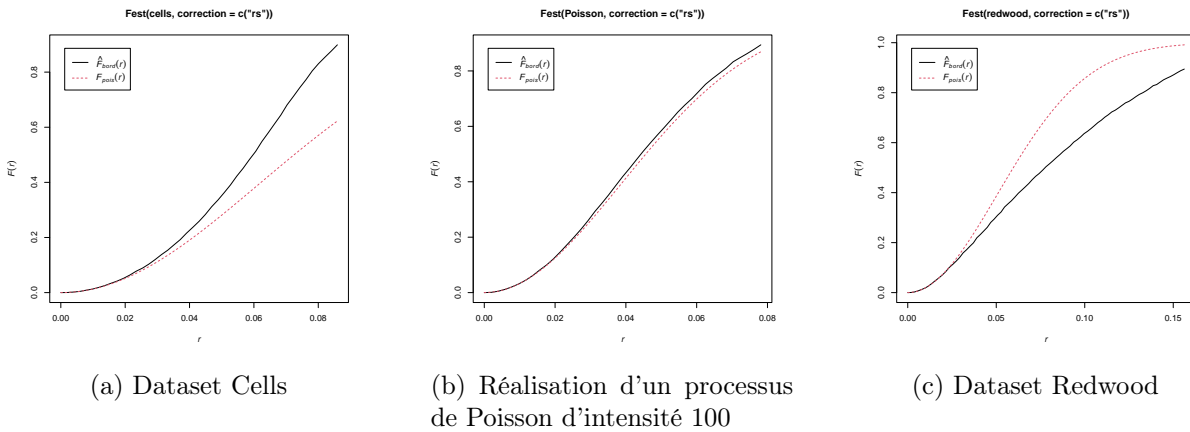 Fest(cells, correction = c("rs"))
F̂bord(r)
Fpois(r)
F(r)
0.0
0.2
0.4
0.6
0.8
0.00
0.02
0.04
0.06
0.08
r
(a) Dataset Cells
Fest(Poisson, correction = c("rs"))
F̂bord(r)
Fpois(r)
F(r)
0.0
0.2
0.4
0.6
0.8
0.00
0.02
0.04
0.06
0.08
r
(b) Réalisation d'un processus
de Poisson d'intensité 100
Fest(redwood, correction = c("rs"))
F̂bord(r)
Fpois(r)
F(r)
0.0
0.2
0.4
0.6
0.8
1.0
0.00
0.05
0.10
0.15
r
(c) Dataset Redwood